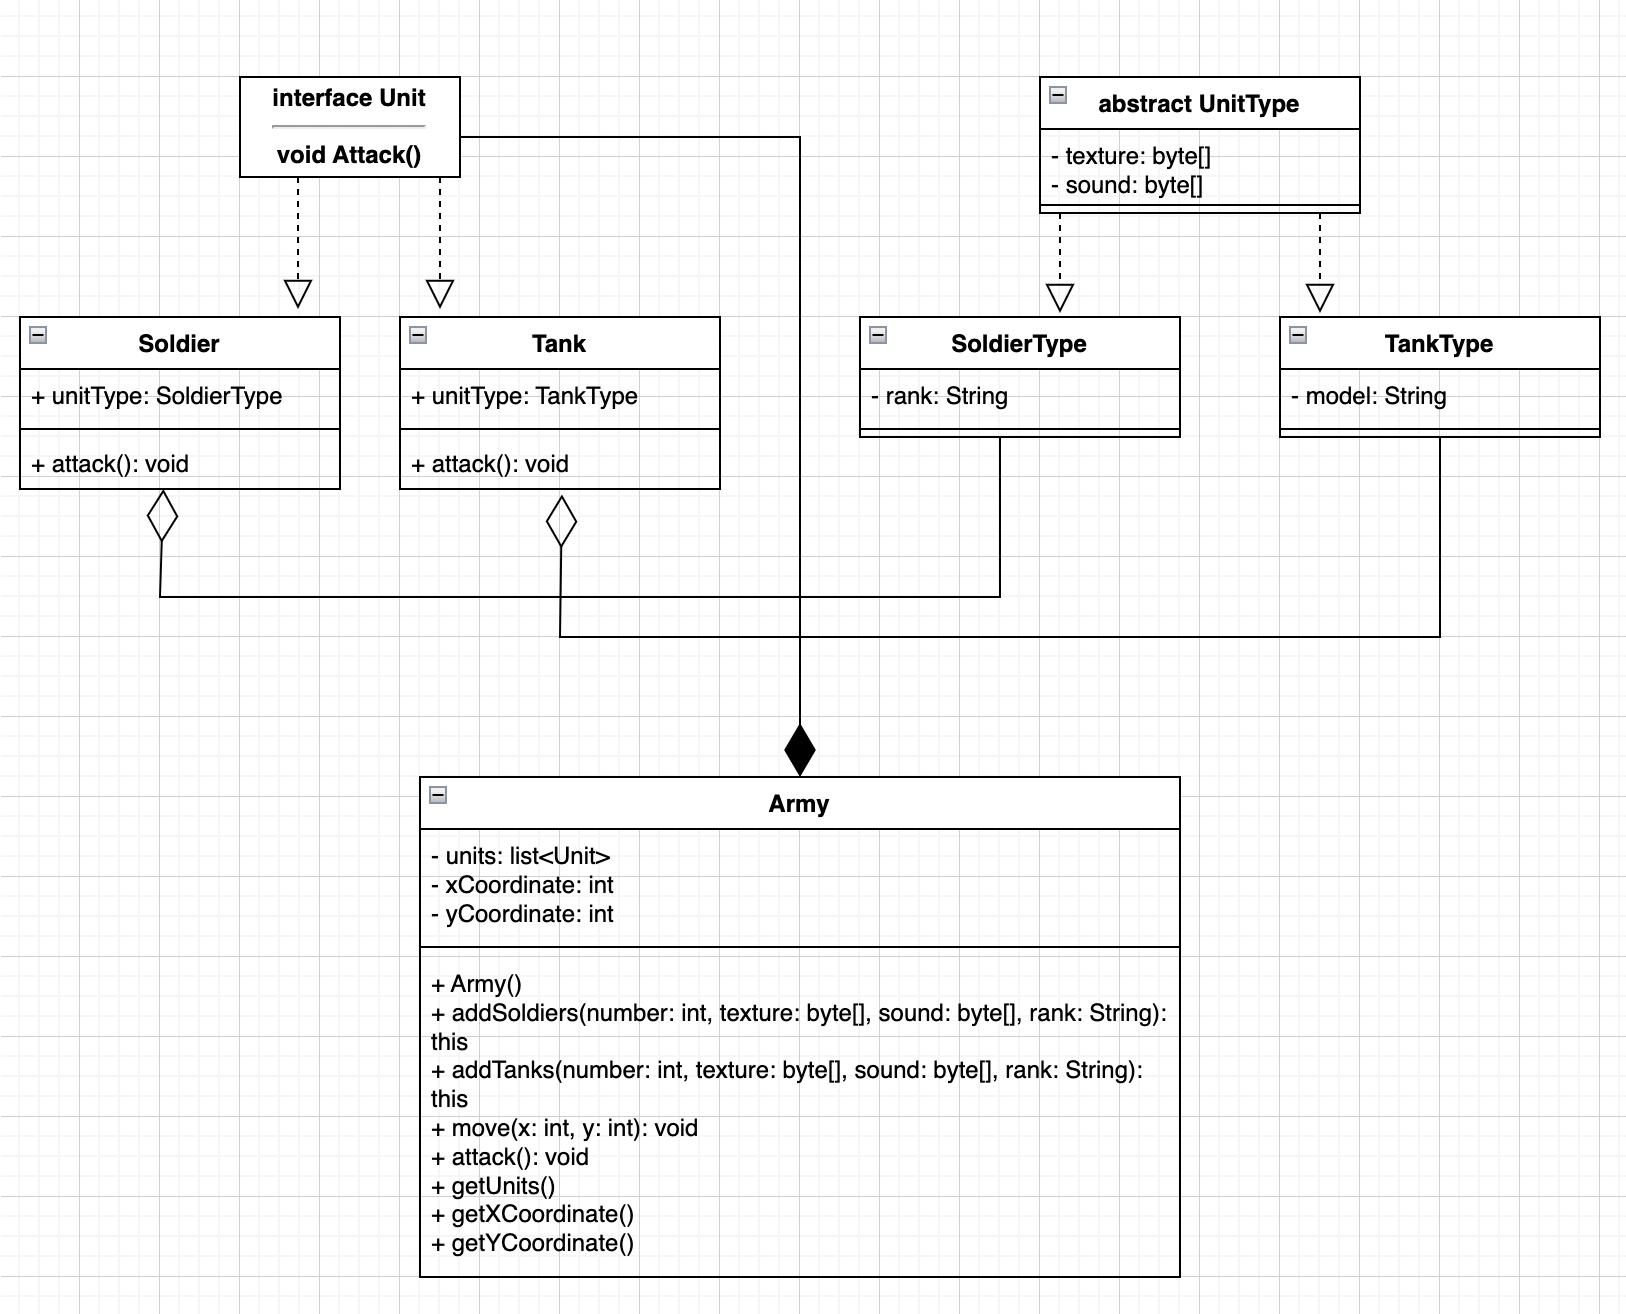 interface Unit
void Attack()
abstract UnitType
- texture: byte[]
- sound: byte[]
Soldier
+ unitType: SoldierType
+ attack(): void
Tank
+ unitType: TankType
+ attack(): void
SoldierType
- rank: String
TankType
- model: String
Army
- units: list<Unit>
- xCoordinate: int
- yCoordinate: int
+ Army()
+ addSoldiers(number: int, texture: byte[], sound: byte[], rank: String):
this
+ addTanks(number: int, texture: byte[], sound: byte[], rank: String):
this
+ move(x: int, y: int): void
+ attack(): void
+ getUnits()
+ getXCoordinate()
+ getYCoordinate()